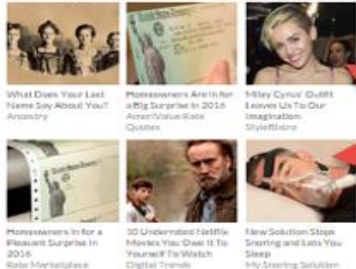 What Does Your Last
Name Say About You?
Ancestry
Homeowners Are In for
a Big Surprise in 2016
Amerivalue Rate
Quotes
Miley Cyrus' Outfit
Leaves Us To Our
Imagination
StyleBistro
Homeowners In for a
Pleasant Surprise in
2016
Rate Marketplace
10 Underrated Netflix
Movies You Owe It To
Yourself To Watch
Digital Trends
New Solution Stops
Snoring and Lets You
Sleep
My Snoring Solution